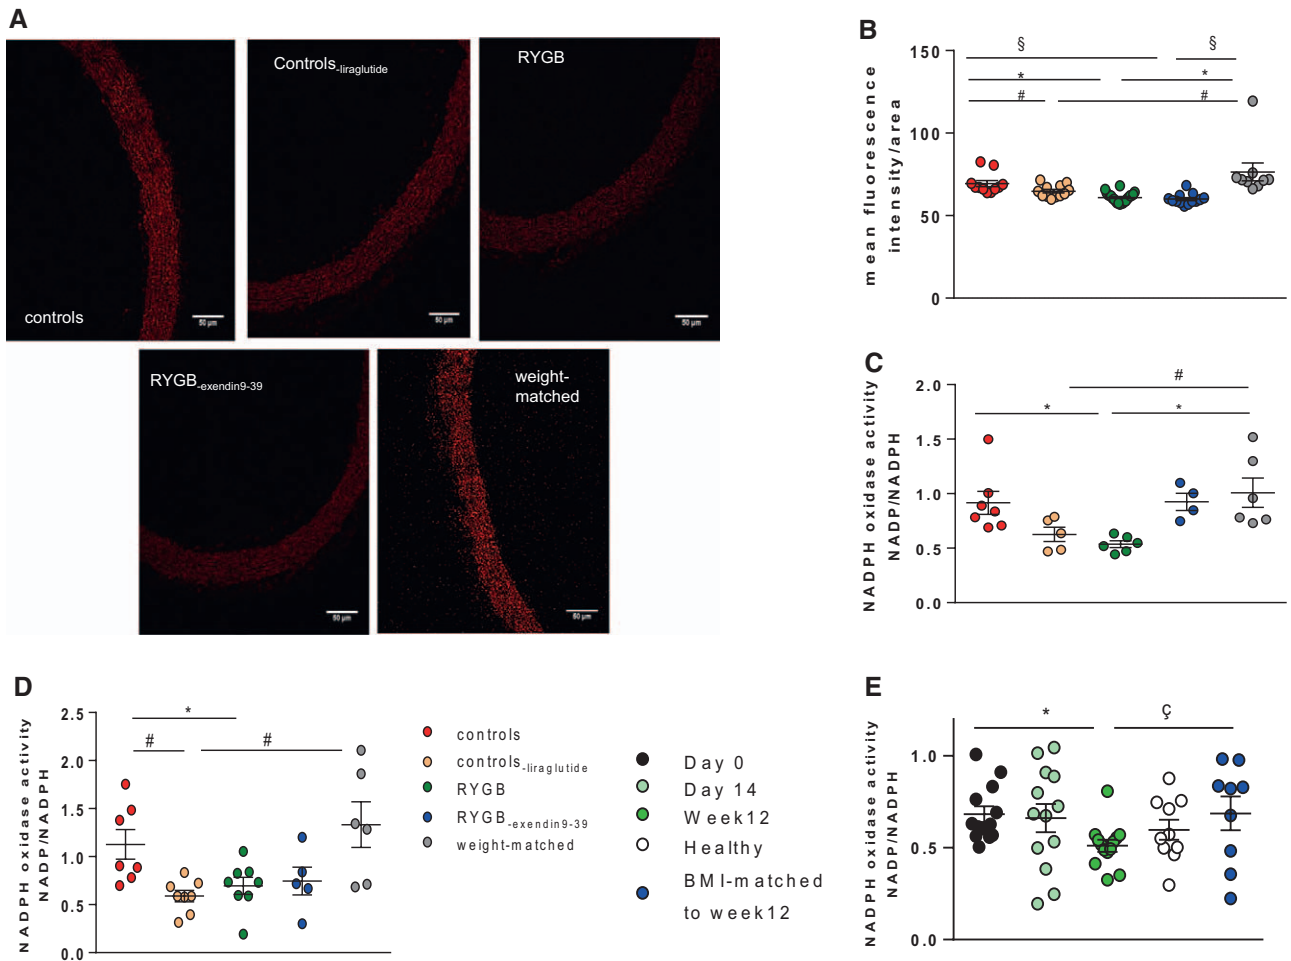 A
controls
50 µm
Controls-liraglutide
50 µm
RYGB
50 µm
RYGB-exendin9-39
50 µm
weight-
matched
50 µm
B
mean fluorescence
intensity/area
150
100
50
0
§
§
*
*
#
#
C
NADPH oxidase activity
NADP/NADPH
2.0
1.5
1.0
0.5
0.0
#
*
*
D
NADPH oxidase activity
NADP/NADPH
2.5
2.0
1.5
1.0
0.5
0.0
*
#
#
controls
controls-liraglutide
RYGB
RYGB-exendin9-39
weight-matched
Day 0
Day 14
Week12
Healthy
BMI-matched
to week12
E
NADPH oxidase activity
NADP/NADPH
1.0
0.5
0.0
*
ç